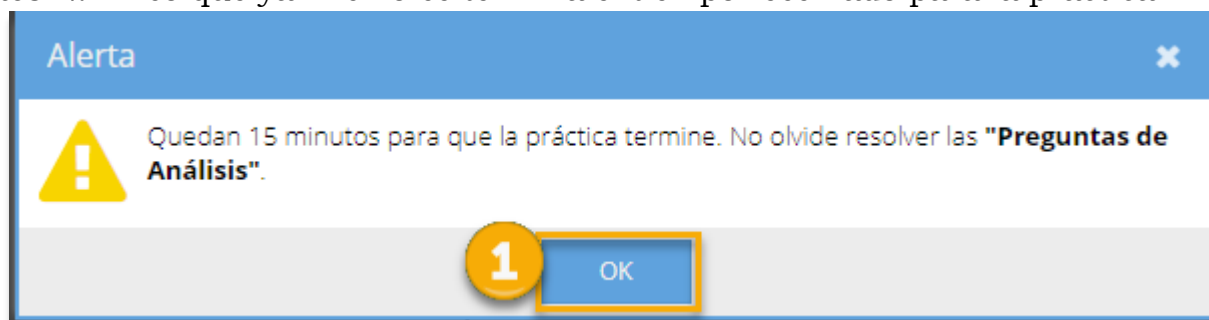 Alerta
Quedan 15 minutos para que la práctica termine. No olvide resolver las "Preguntas de
Análisis".
1
OK